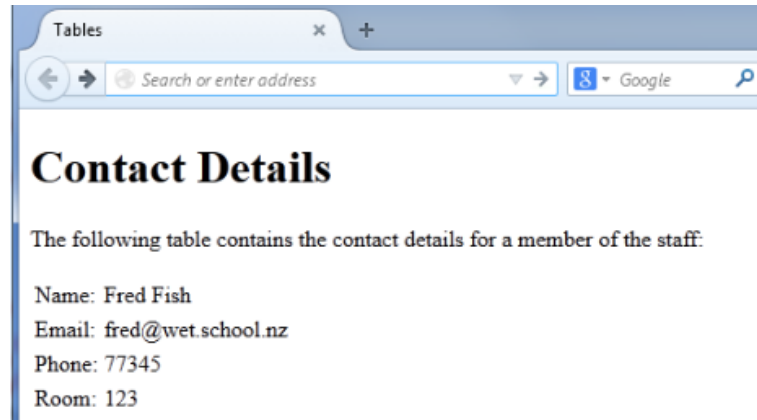 Tables
Search or enter address
8 Google
Contact Details
The following table contains the contact details for a member of the staff:
Name: Fred Fish
Email: fred@wet.school.nz
Phone: 77345
Room: 123